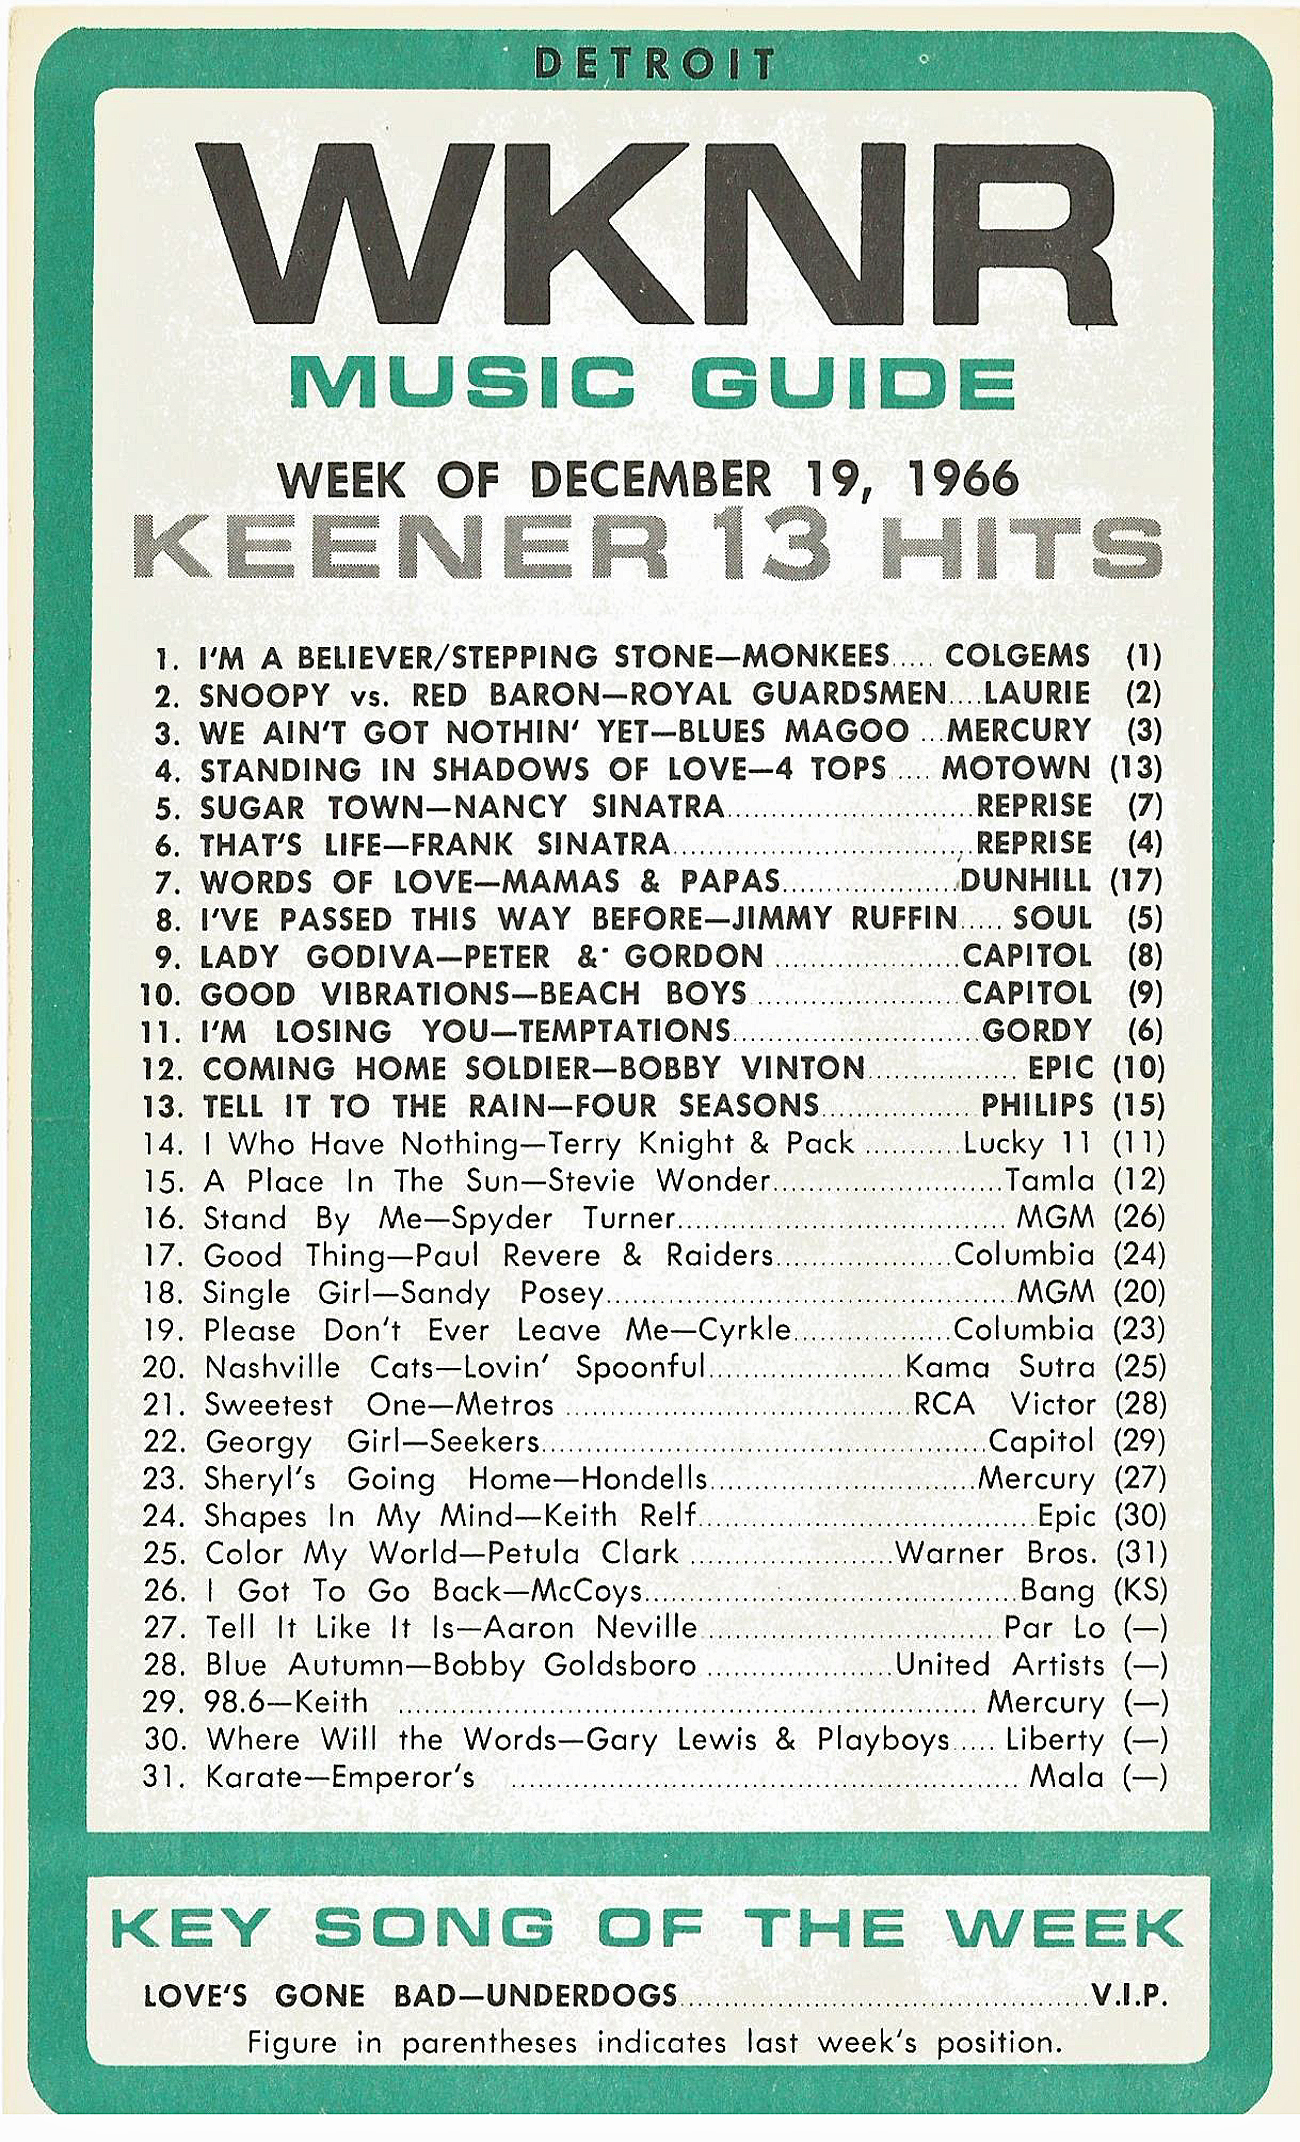 DETROIT
WKNR
MUSIC GUIDE
WEEK OF DECEMBER 19, 1966
KEENER 13 HITS
1. I'M A BELIEVER/STEPPING STONE—MONKEES..... COLGEMS (1)
2. SNOOPY vs. RED BARON—ROYAL GUARDSMEN....LAURIE (2)
3. WE AIN'T GOT NOTHIN' YET—BLUES MAGOO ...MERCURY (3)
4. STANDING IN SHADOWS OF LOVE—4 TOPS .... MOTOWN (13)
5. SUGAR TOWN—NANCY SINATRA............................REPRISE (7)
6. THAT'S LIFE—FRANK SINATRA.................................REPRISE (4)
7. WORDS OF LOVE—MAMAS & PAPAS....................DUNHILL (17)
8. I'VE PASSED THIS WAY BEFORE—JIMMY RUFFIN..... SOUL (5)
9. LADY GODIVA—PETER & GORDON .....................CAPITOL (8)
10. GOOD VIBRATIONS—BEACH BOYS .......................CAPITOL (9)
11. I'M LOSING YOU—TEMPTATIONS............................GORDY (6)
12. COMING HOME SOLDIER—BOBBY VINTON................. EPIC (10)
13. TELL IT TO THE RAIN—FOUR SEASONS................. PHILIPS (15)
14. I Who Have Nothing—Terry Knight & Pack ...........Lucky 11 (11)
15. A Place In The Sun—Stevie Wonder..........................Tamla (12)
16. Stand By Me—Spyder Turner..................................... MGM (26)
17. Good Thing—Paul Revere & Raiders....................Columbia (24)
18. Single Girl—Sandy Posey..............................................MGM (20)
19. Please Don't Ever Leave Me—Cyrkle..................Columbia (23)
20. Nashville Cats—Lovin' Spoonful......................Kama Sutra (25)
21. Sweetest One—Metros .......................................RCA Victor (28)
22. Georgy Girl—Seekers..................................................Capitol (29)
23. Sheryl's Going Home—Hondells..............................Mercury (27)
24. Shapes In My Mind—Keith Relf......................................Epic (30)
25. Color My World—Petula Clark .......................Warner Bros. (31)
26. I Got To Go Back—McCoys..........................................Bang (KS)
27. Tell It Like It Is—Aaron Neville ................................. Par Lo (—)
28. Blue Autumn—Bobby Goldsboro .....................United Artists (—)
29. 98.6—Keith ................................................................. Mercury (—)
30. Where Will the Words—Gary Lewis & Playboys..... Liberty (—)
31. Karate—Emperor's ......................................................... Mala (—)
KEY SONG OF THE WEEK
LOVE'S GONE BAD—UNDERDOGS..............................................V.I.P.
Figure in parentheses indicates last week's position.